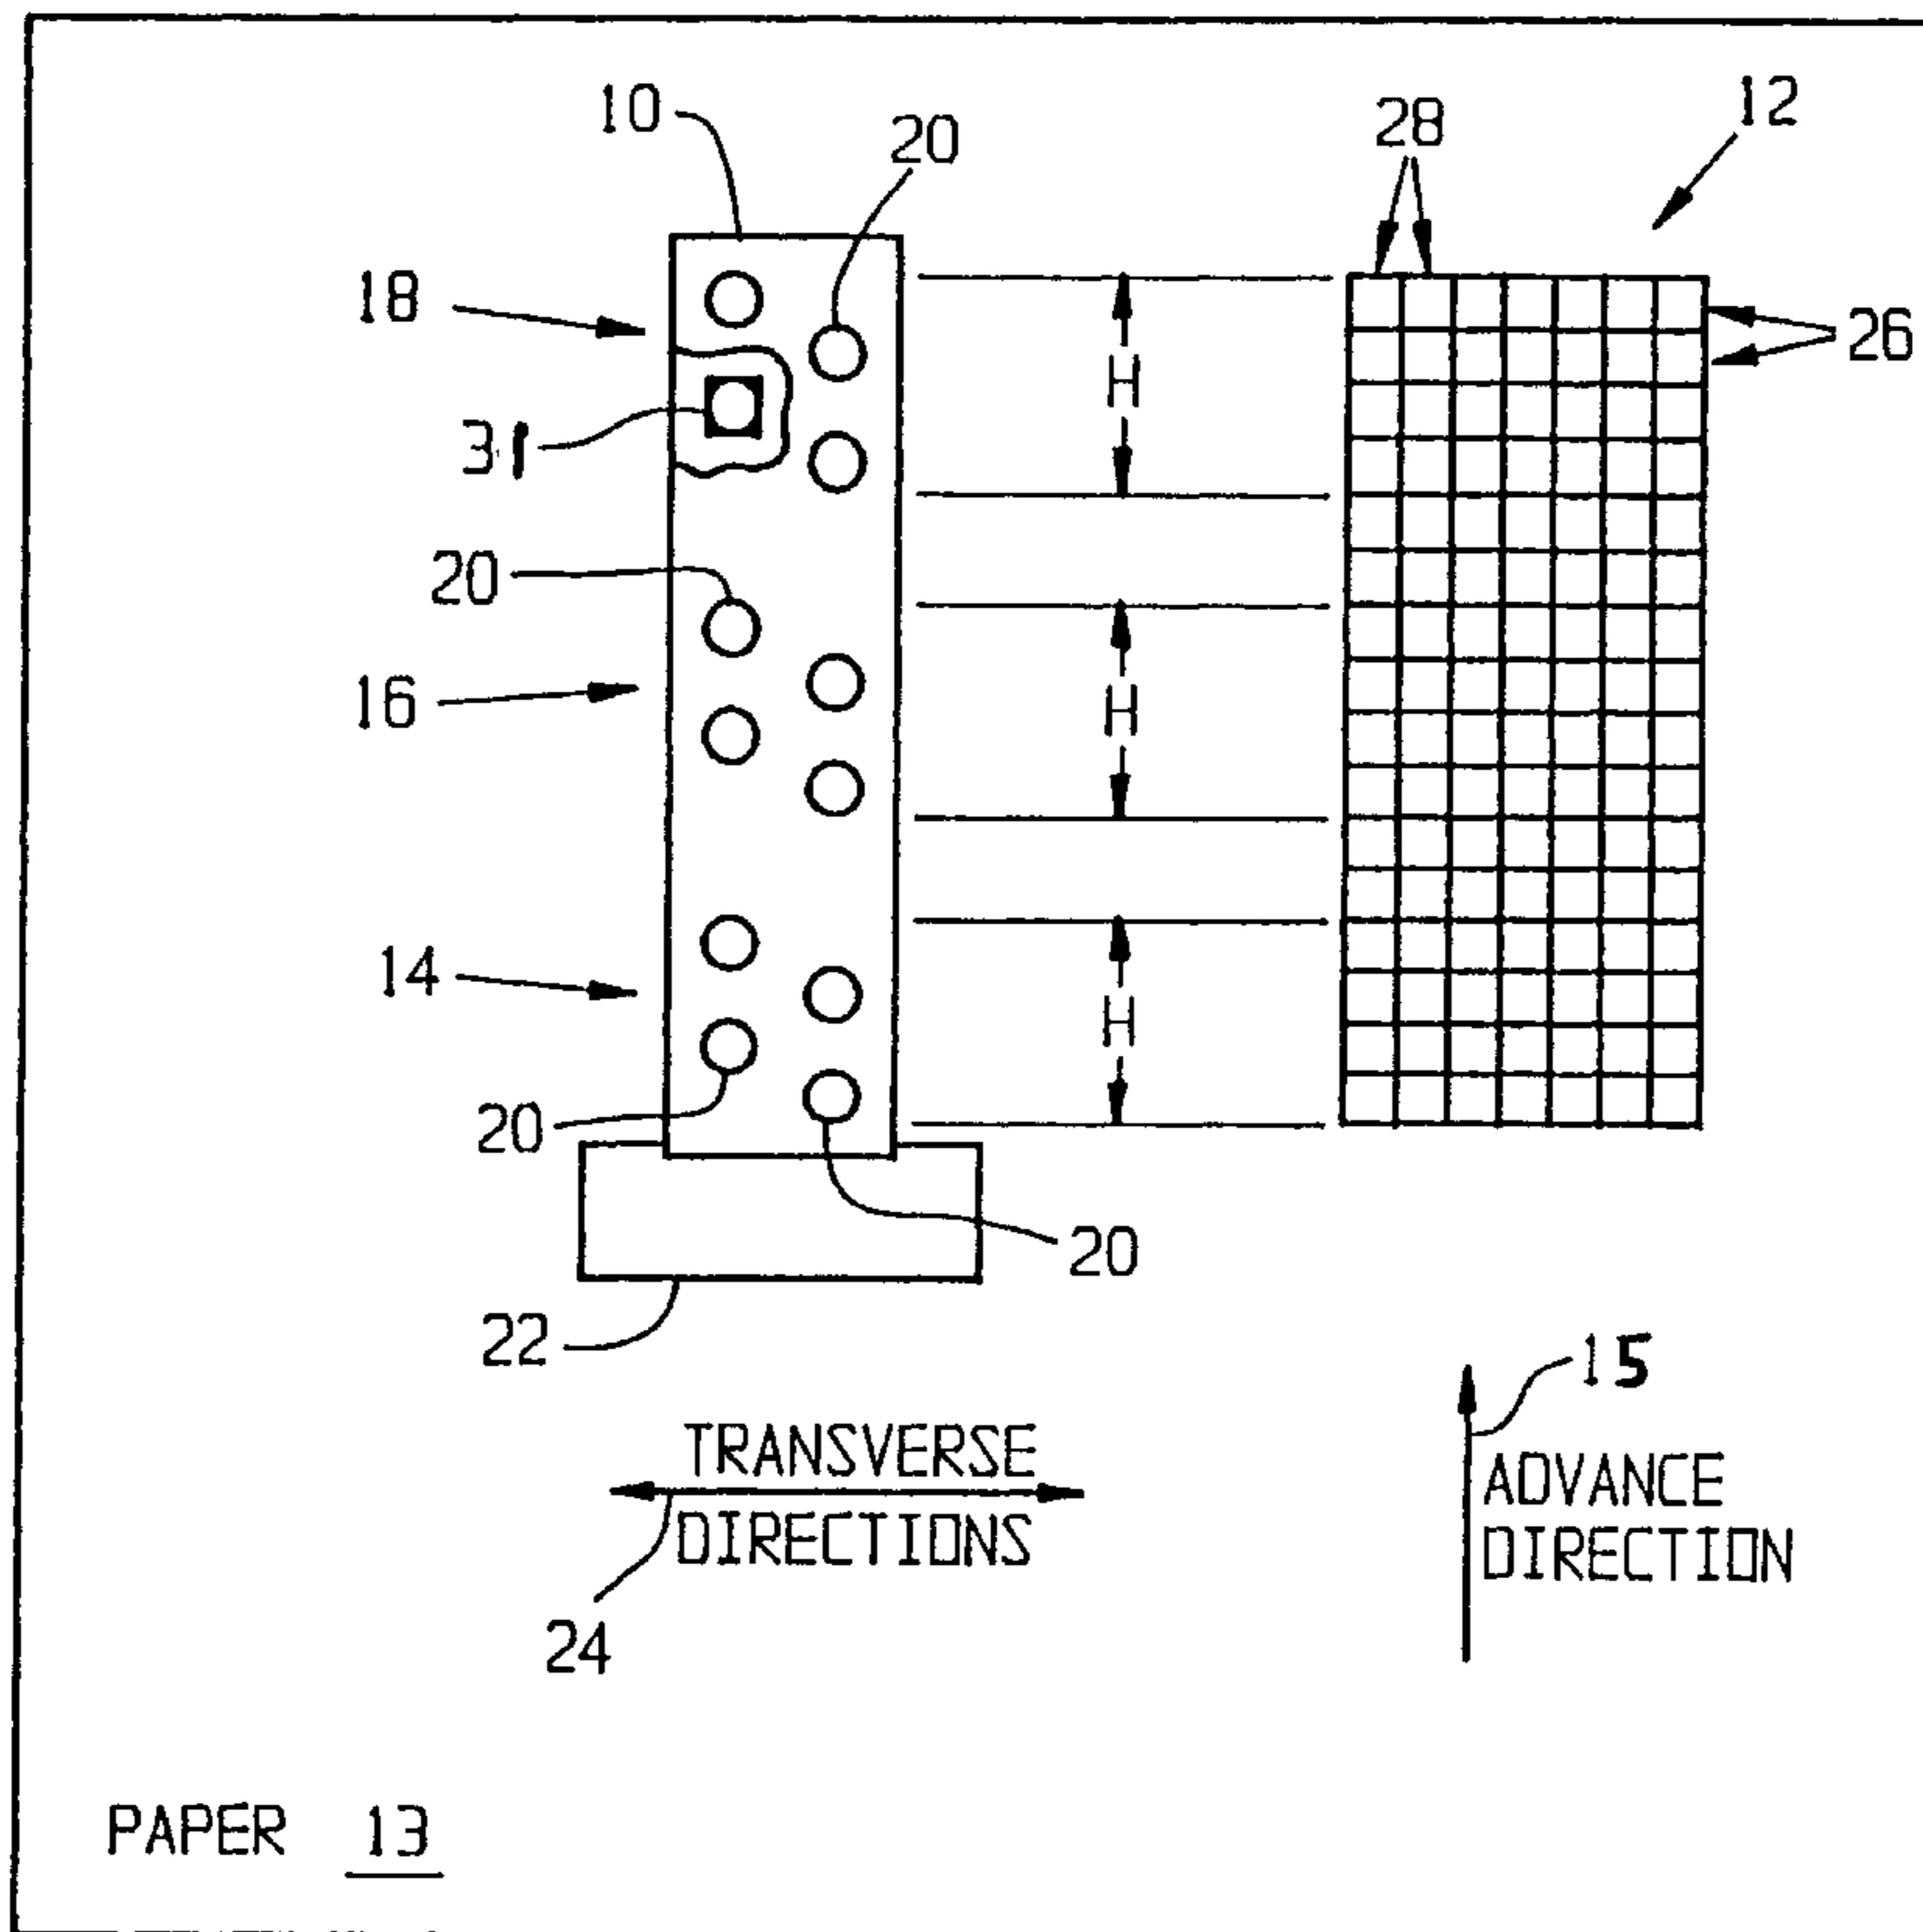 10
20
28
12
18
26
H
31
20
16
H
14
H
20
20
22
15
TRANSVERSE
DIRECTIONS
ADVANCE
DIRECTION
24
PAPER 13